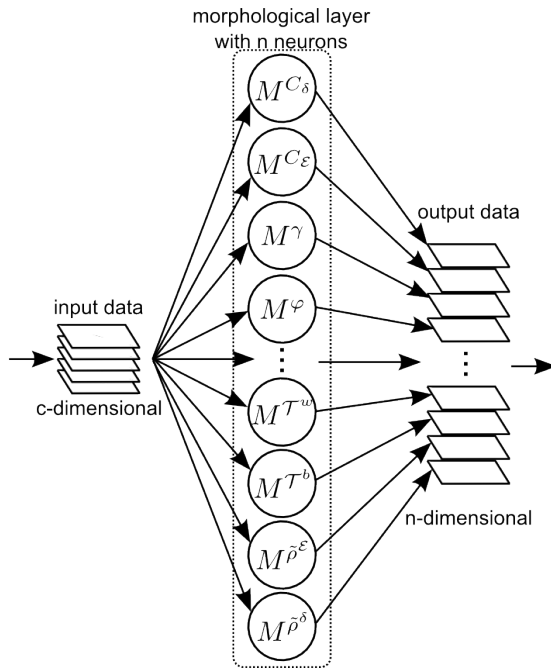 morphological layer
with n neurons
M^{C_δ}
M^{C_ε}
M^γ
output data
input data
M^φ
c-dimensional
M^{𝒯^w}
M^{𝒯^b}
n-dimensional
M^{ρ̃^ε}
M^{ρ̃^δ}